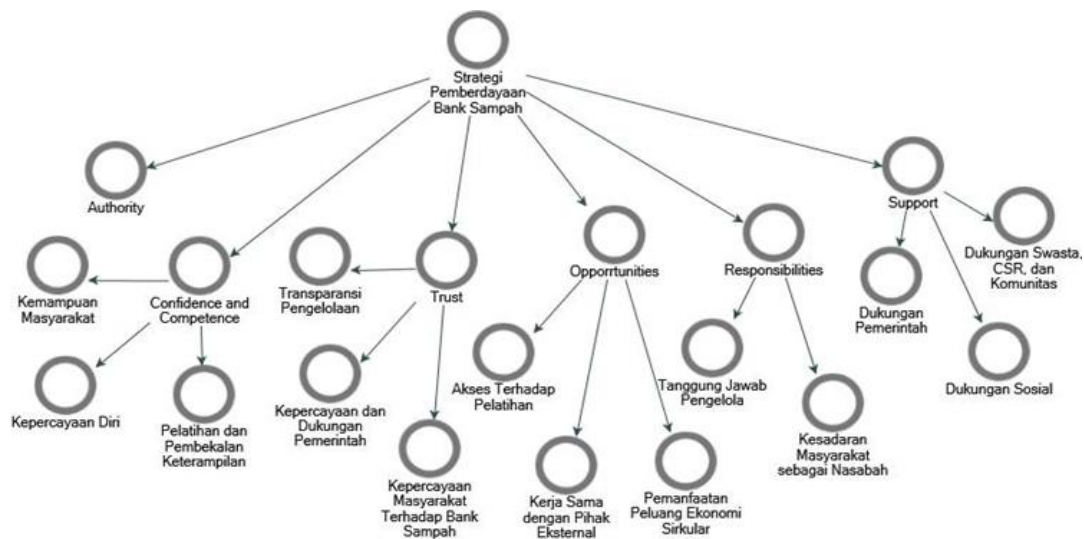 Strategi
Pemberdayaan
Bank Sampah
Authority
Support
Dukungan Swasta,
CSR, dan
Komunitas
Kemampuan
Masyarakat
Confidence and
Competence
Transparansi
Pengelolaan
Trust
Opporrtunities
Responsibilities
Dukungan
Pemerintah
Kepercayaan Diri
Pelatihan dan
Pembekalan
Keterampilan
Kepercayaan dan
Dukungan
Pemerintah
Akses Terhadap
Pelatihan
Tanggung Jawab
Pengelola
Dukungan Sosial
Kepercayaan
Masyarakat
Terhadap Bank
Sampah
Kerja Sama
dengan Pihak
Eksternal
Pemanfaatan
Peluang Ekonomi
Sirkular
Kesadaran
Masyarakat
sebagai Nasabah